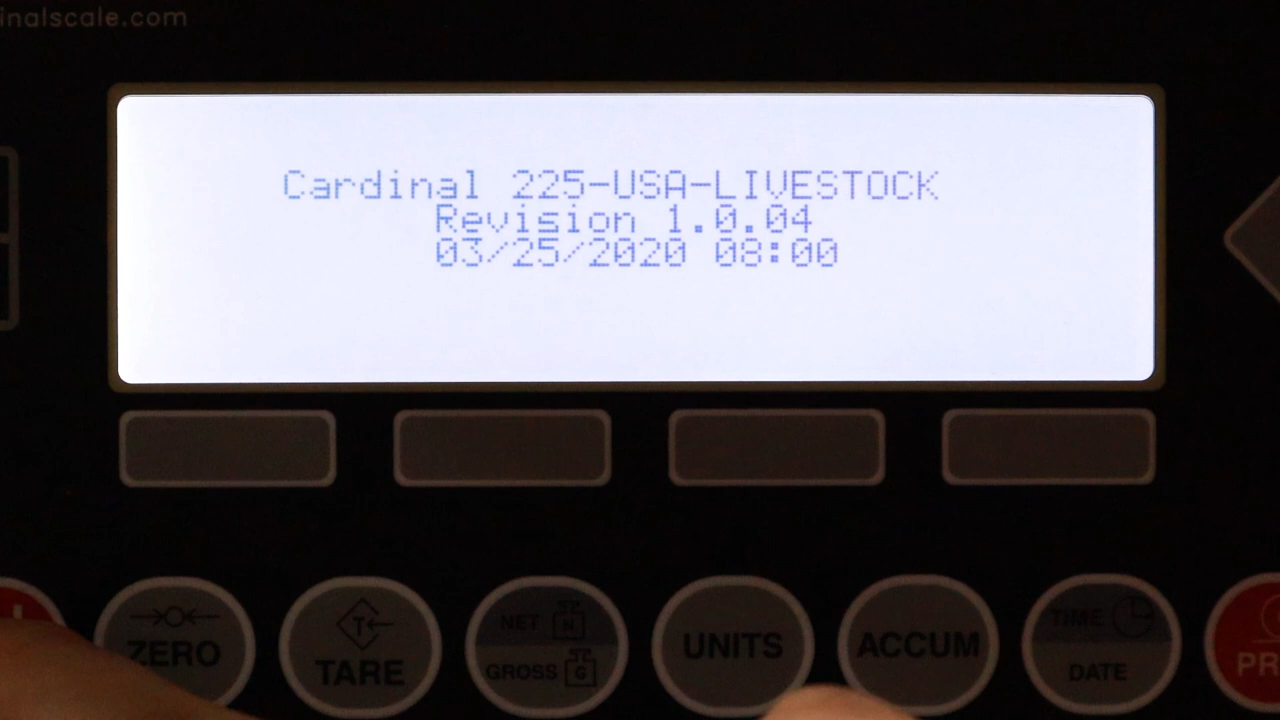 inalscale.com
Cardinal 225-USA-LIVESTOCK
Revision 1.0.04
03/25/2020 08:00
ZERO
T
TARE
NET N
GROSS G
UNITS
ACCUM
TIME
DATE
PR